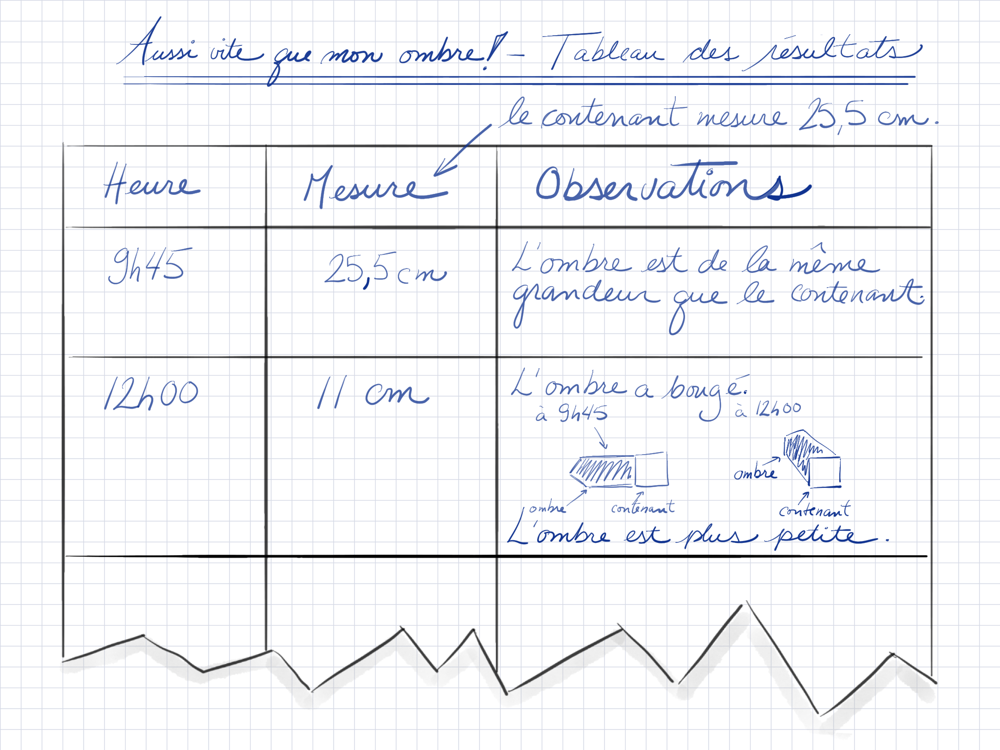 Aussi vite que mon ombre! - Tableau des résultats
le contenant mesure 25,5 cm.
Heure Mesure Observations
9h45 25,5 cm L'ombre est de la même
grandeur que le contenant.
12h00 11 cm L'ombre a bougé.
à 9h45 à 12h00
ombre
ombre contenant contenant
L'ombre est plus petite.